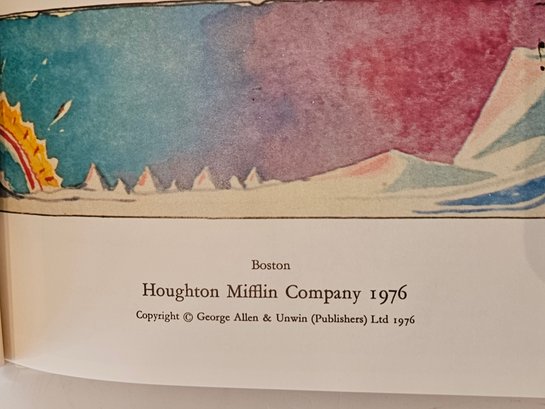 Boston
Houghton Mifflin Company 1976
Copyright © George Allen & Unwin (Publishers) Ltd 1976